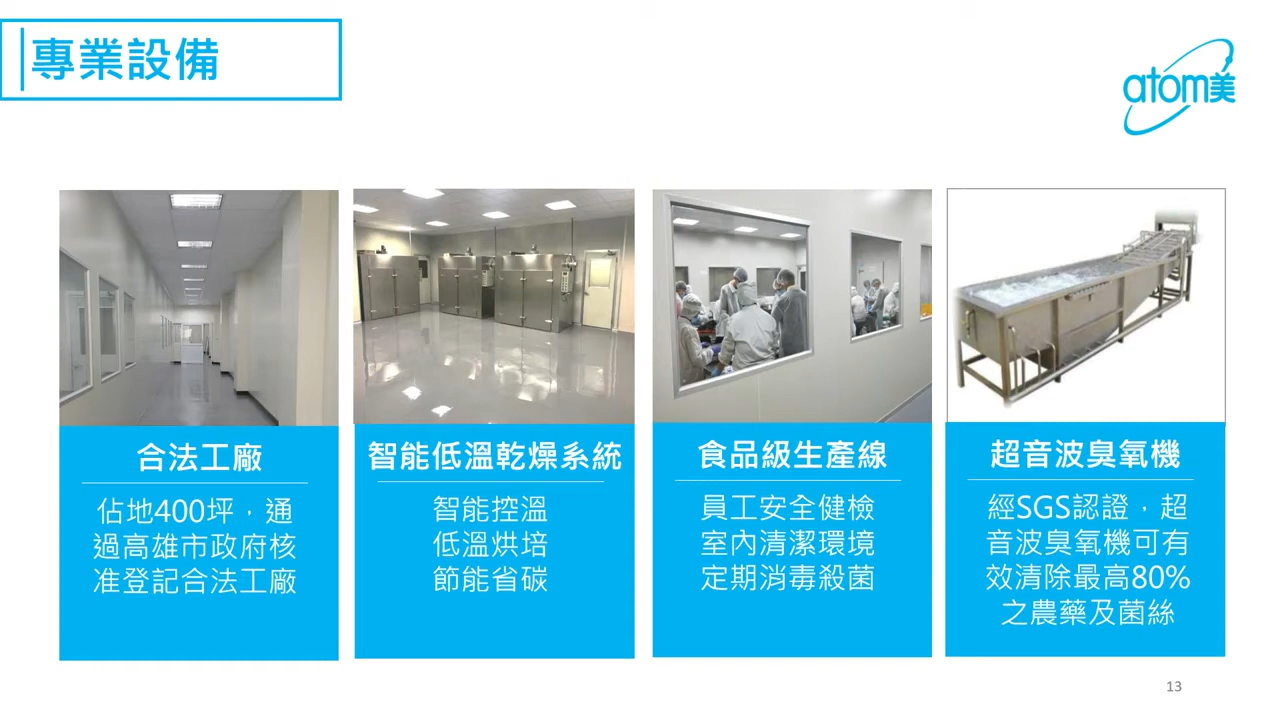 專業設備
atom美
合法工廠
佔地400坪，通
過高雄市政府核
准登記合法工廠
智能低溫乾燥系統
智能控溫
低溫烘培
節能省碳
食品級生產線
員工安全健檢
室內清潔環境
定期消毒殺菌
超音波臭氧機
經SGS認證，超
音波臭氧機可有
效清除最高80%
之農藥及菌絲
13